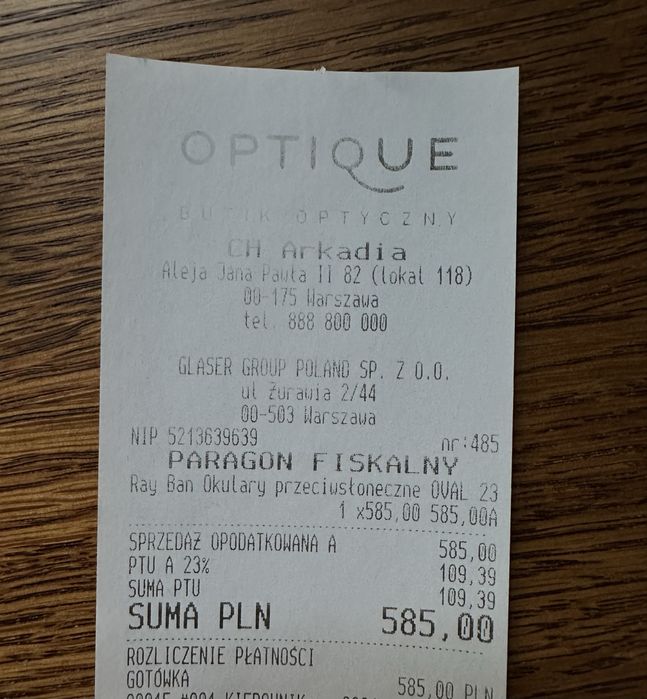 OPTIQUE
BUTIK OPTYCZNY
CH Arkadia
Aleja Jana Pawła II 82 (lokal 118)
00-175 Warszawa
tel. 888 800 000
GLASER GROUP POLAND SP. Z O.O.
ul Żurawia 2/44
00-503 Warszawa
NIP 5213639639 nr:485
PARAGON FISKALNY
Ray Ban Okulary przeciwsłoneczne OVAL 23
1 x585,00 585,00A
SPRZEDAŻ OPODATKOWANA A 585,00
PTU A 23% 109,39
SUMA PTU 109,39
SUMA PLN 585,00
ROZLICZENIE PŁATNOŚCI
GOTÓWKA 585,00 PLN
#001 KIEROWNIK